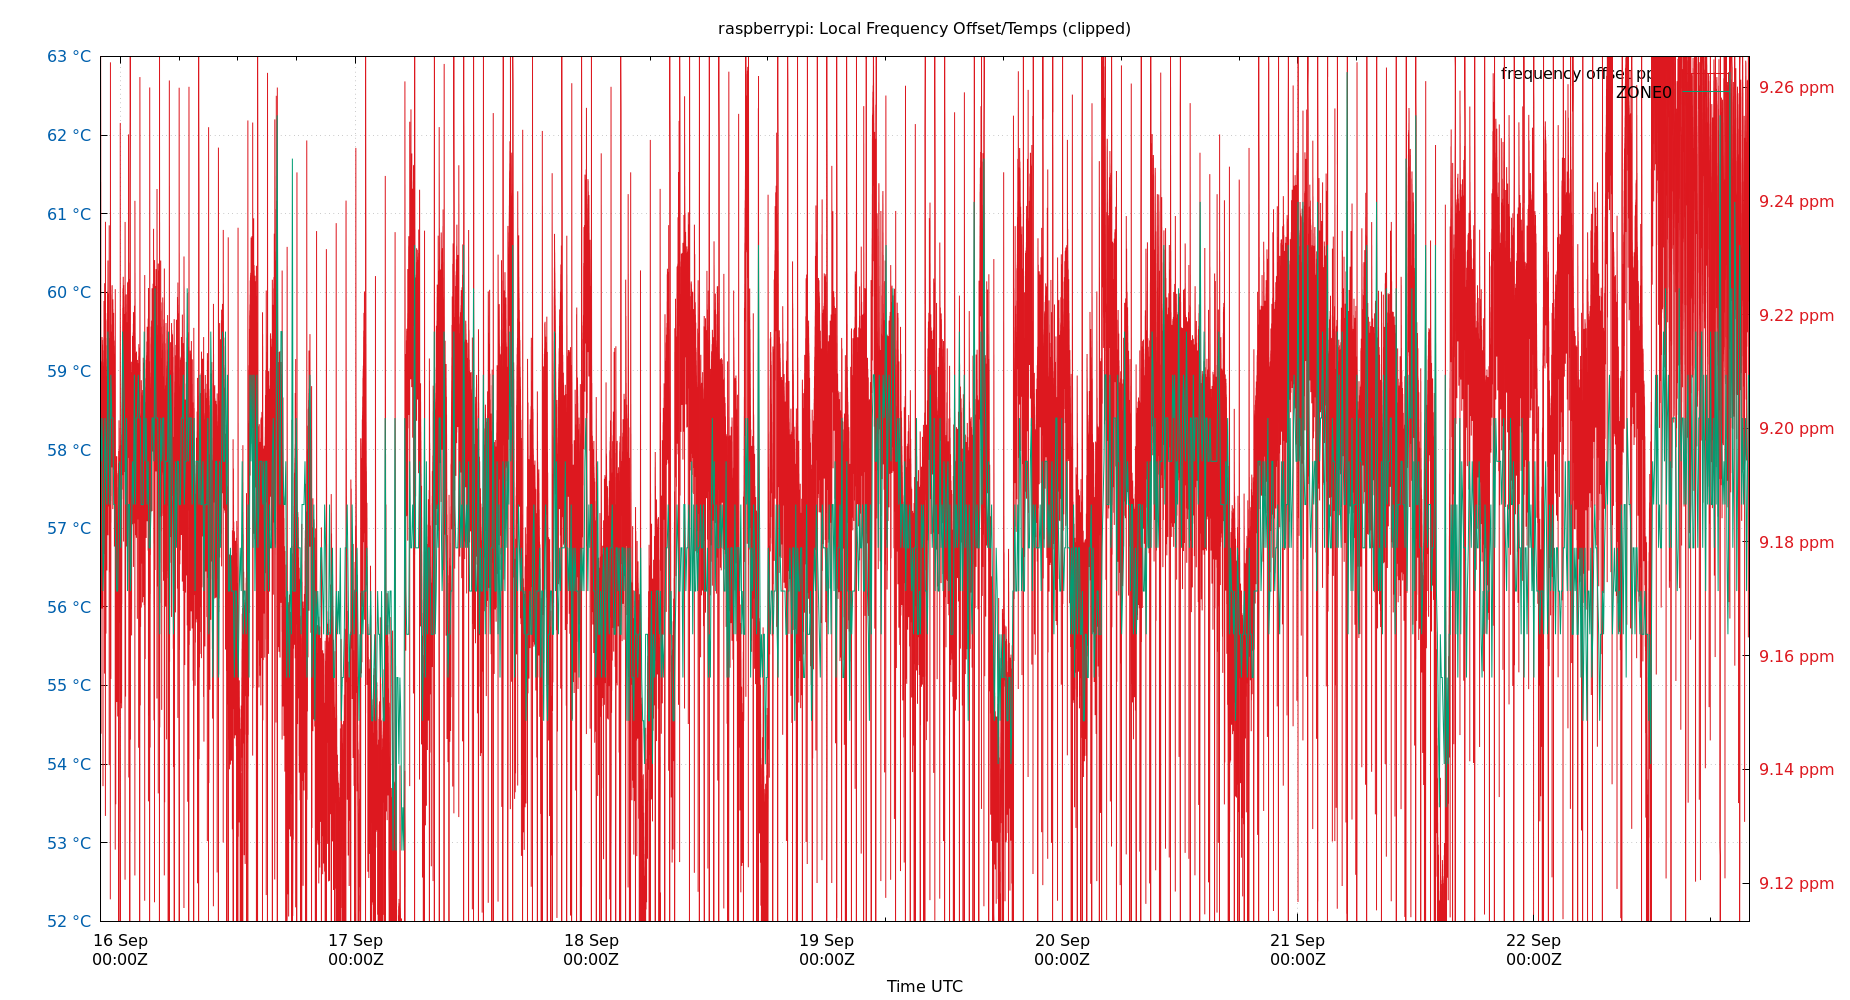 raspberrypi: Local Frequency Offset/Temps (clipped)
63 °C
62 °C
61 °C
60 °C
59 °C
58 °C
57 °C
56 °C
55 °C
54 °C
53 °C
52 °C
frequency offset pp
ZONE0
9.26 ppm
9.24 ppm
9.22 ppm
9.20 ppm
9.18 ppm
9.16 ppm
9.14 ppm
9.12 ppm
16 Sep 17 Sep 18 Sep 19 Sep 20 Sep 21 Sep 22 Sep
00:00Z 00:00Z 00:00Z 00:00Z 00:00Z 00:00Z 00:00Z
Time UTC